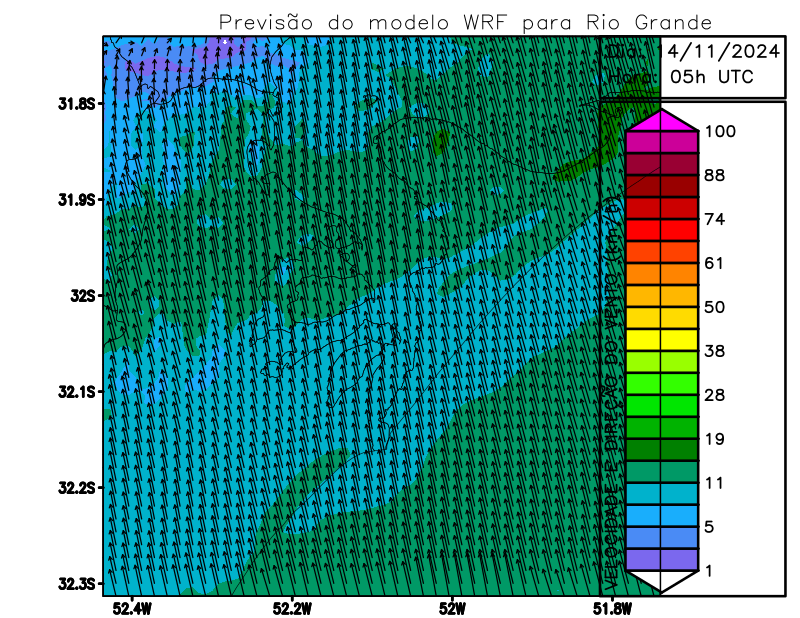 Previsão do modelo WRF para Rio Grande
Dia: 14/11/2024
Hora: 05h UTC
VELOCIDADE E DIREÇÃO DO VENTO (km/h)
100
88
74
61
50
38
28
19
11
5
1
31.8S
31.9S
32S
32.1S
32.2S
32.3S
52.4W
52.2W
52W
51.8W